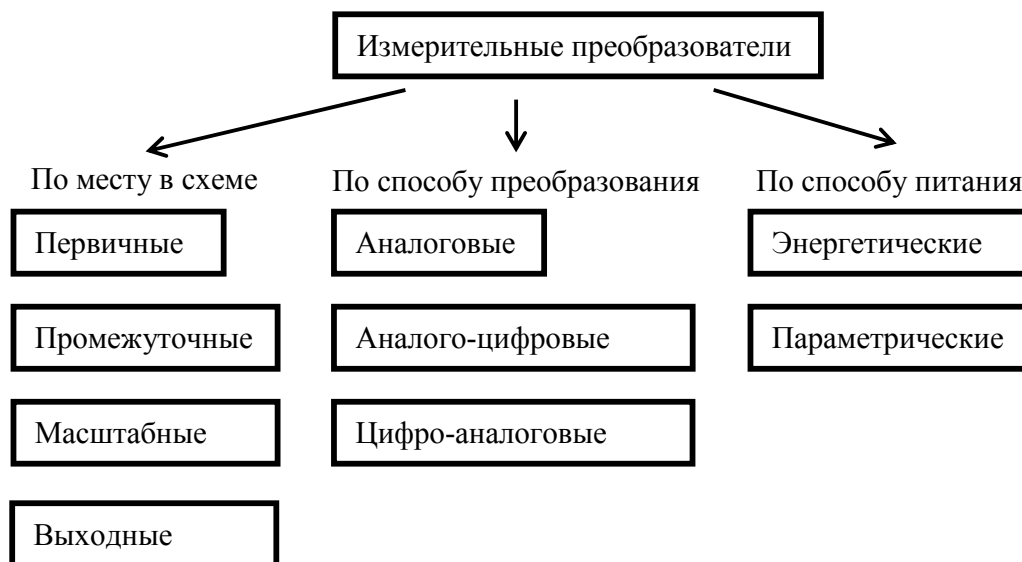 Измерительные преобразователи
По месту в схеме
Первичные
Промежуточные
Масштабные
Выходные
По способу преобразования
Аналоговые
Аналого-цифровые
Цифро-аналоговые
По способу питания
Энергетические
Параметрические